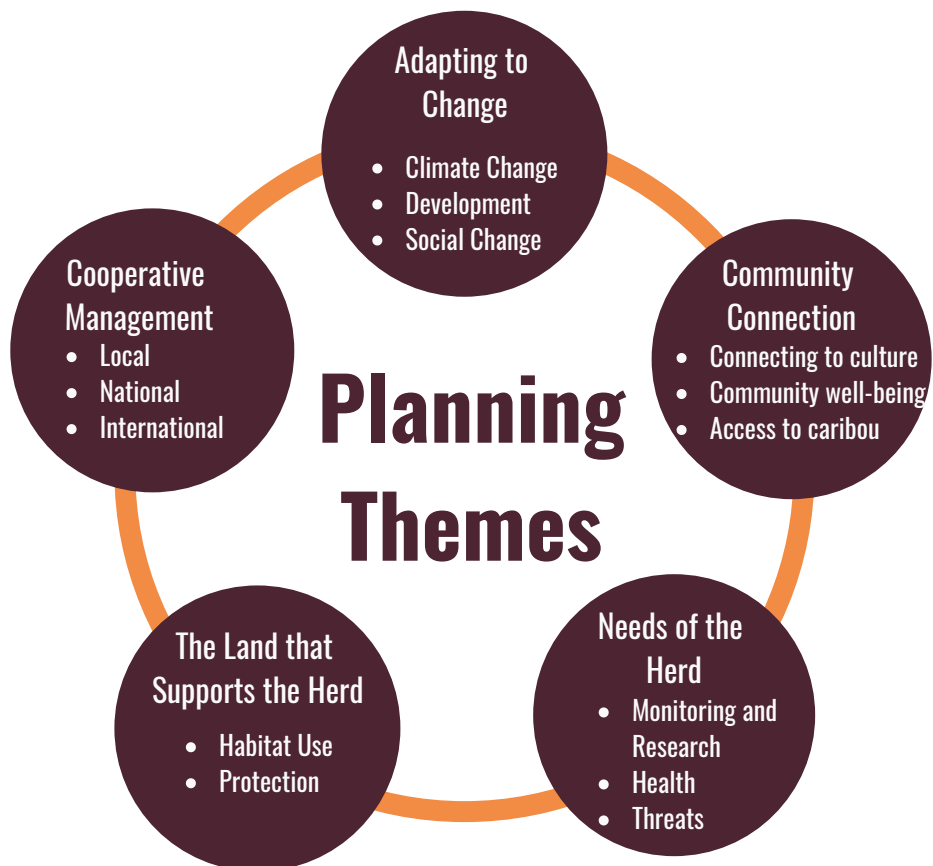 Adapting to
Change
• Climate Change
• Development
• Social Change
Community
Connection
• Connecting to culture
• Community well-being
• Access to caribou
Needs of the
Herd
• Monitoring and
Research
• Health
• Threats
The Land that
Supports the Herd
• Habitat Use
• Protection
Cooperative
Management
• Local
• National
• International
Planning
Themes